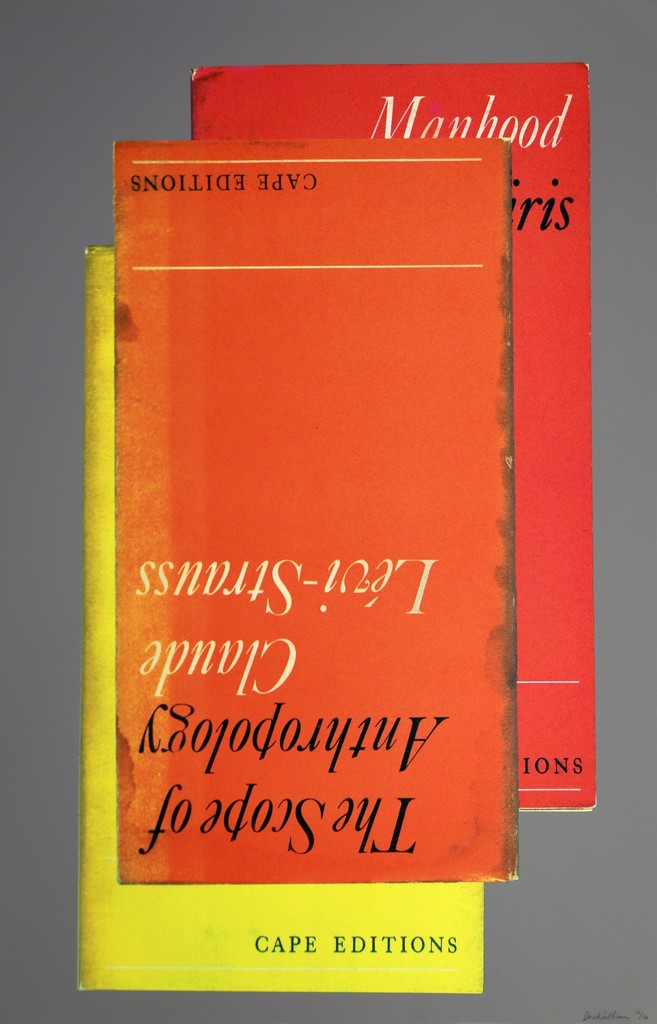 Manhood
iris
IONS
The Scope of
Anthropology
Claude
Lévi-Strauss
CAPE EDITIONS
CAPE EDITIONS